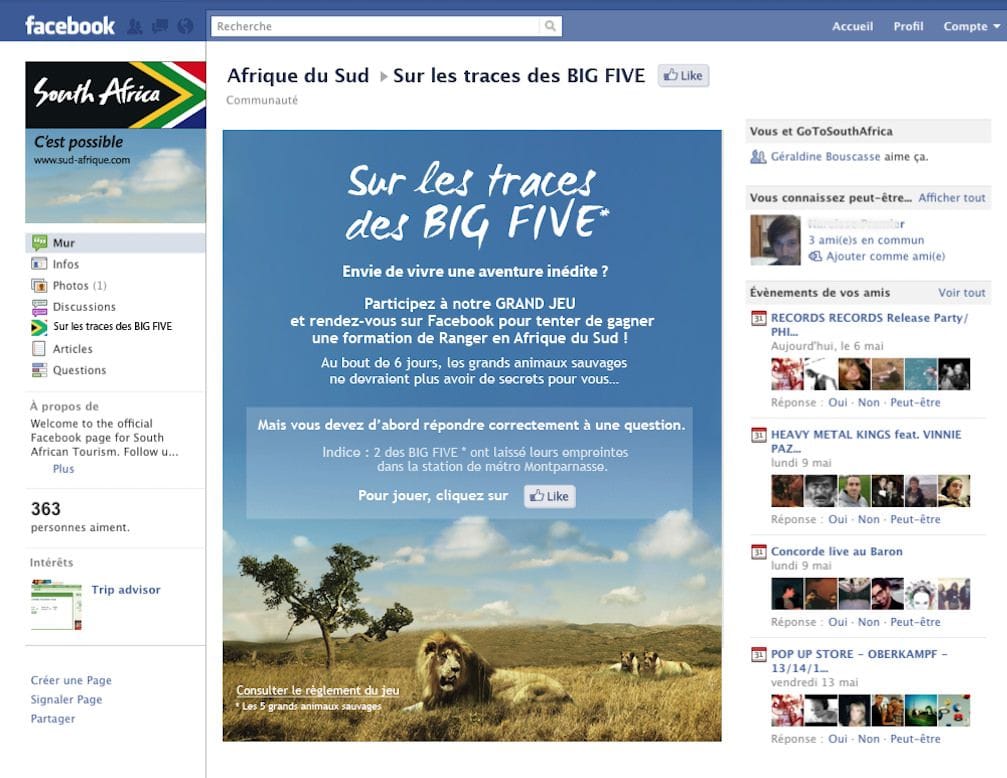 facebook
Recherche
Accueil Profil Compte
South Africa
C'est possible
www.sud-afrique.com
Mur
Infos
Photos (1)
Discussions
Sur les traces des BIG FIVE
Articles
Questions
À propos de
Welcome to the official
Facebook page for South
African Tourism. Follow u...
Plus
363
personnes aiment.
Intérêts
Trip advisor
Créer une Page
Signaler Page
Partager
Afrique du Sud Sur les traces des BIG FIVE Like
Communauté
Sur les traces
des BIG FIVE*
Envie de vivre une aventure inédite ?
Participez à notre GRAND JEU
et rendez-vous sur Facebook pour tenter de gagner
une formation de Ranger en Afrique du Sud !
Au bout de 6 jours, les grands animaux sauvages
ne devraient plus avoir de secrets pour vous...
Mais vous devez d'abord répondre correctement à une question.
Indice : 2 des BIG FIVE * ont laissé leurs empreintes
dans la station de métro Montparnasse.
Pour jouer, cliquez sur Like
Consulter le règlement du jeu
* Les 5 grands animaux sauvages
Vous et GoToSouthAfrica
Géraldine Bouscasse aime ça.
Vous connaissez peut-être... Afficher tout
3 ami(e)s en commun
Ajouter comme ami(e)
Évènements de vos amis Voir tout
31 RECORDS RECORDS Release Party/
PHI...
Aujourd'hui, le 6 mai
Réponse : Oui · Non · Peut-être
31 HEAVY METAL KINGS feat. VINNIE
PAZ...
lundi 9 mai
Réponse : Oui · Non · Peut-être
31 Concorde live au Baron
lundi 9 mai
Réponse : Oui · Non · Peut-être
31 POP UP STORE - OBERKAMPF -
13/14/1...
vendredi 13 mai
Réponse : Oui · Non · Peut-être